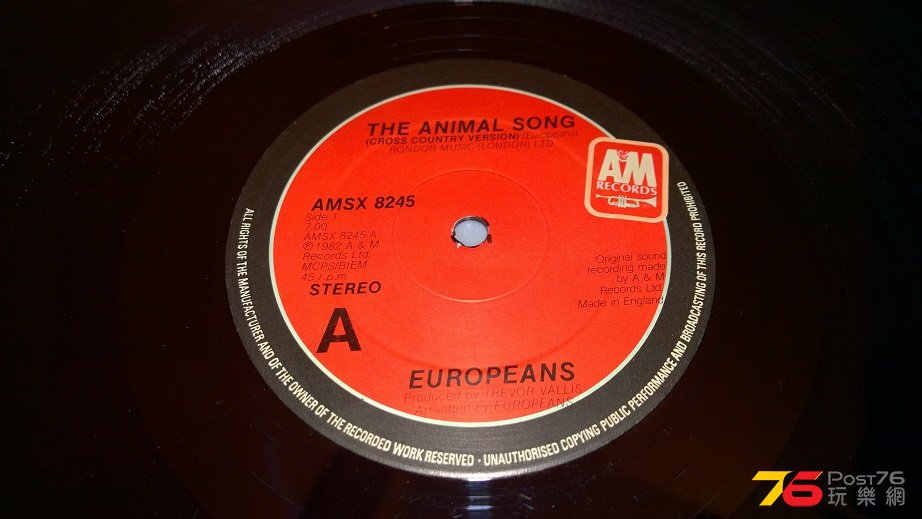 THE ANIMAL SONG
(CROSS COUNTRY VERSION) (Europeans)
RONDOR MUSIC (LONDON) LTD
A&M
RECORDS
AMSX 8245
Side 1
7.00
AMSX 8245-A
℗ 1982 A & M
Records Ltd.
MCPS/BIEM
45 r.p.m
STEREO
A
Original sound
recording made
by A & M
Records Ltd.
Made in England
EUROPEANS
Produced by TREVOR VALLIS
Arranged by EUROPEANS
ALL RIGHTS OF THE MANUFACTURER AND OF THE OWNER OF THE RECORDED WORK RESERVED · UNAUTHORISED COPYING PUBLIC PERFORMANCE AND BROADCASTING OF THIS RECORD PROHIBITED
76 Post76
玩樂網